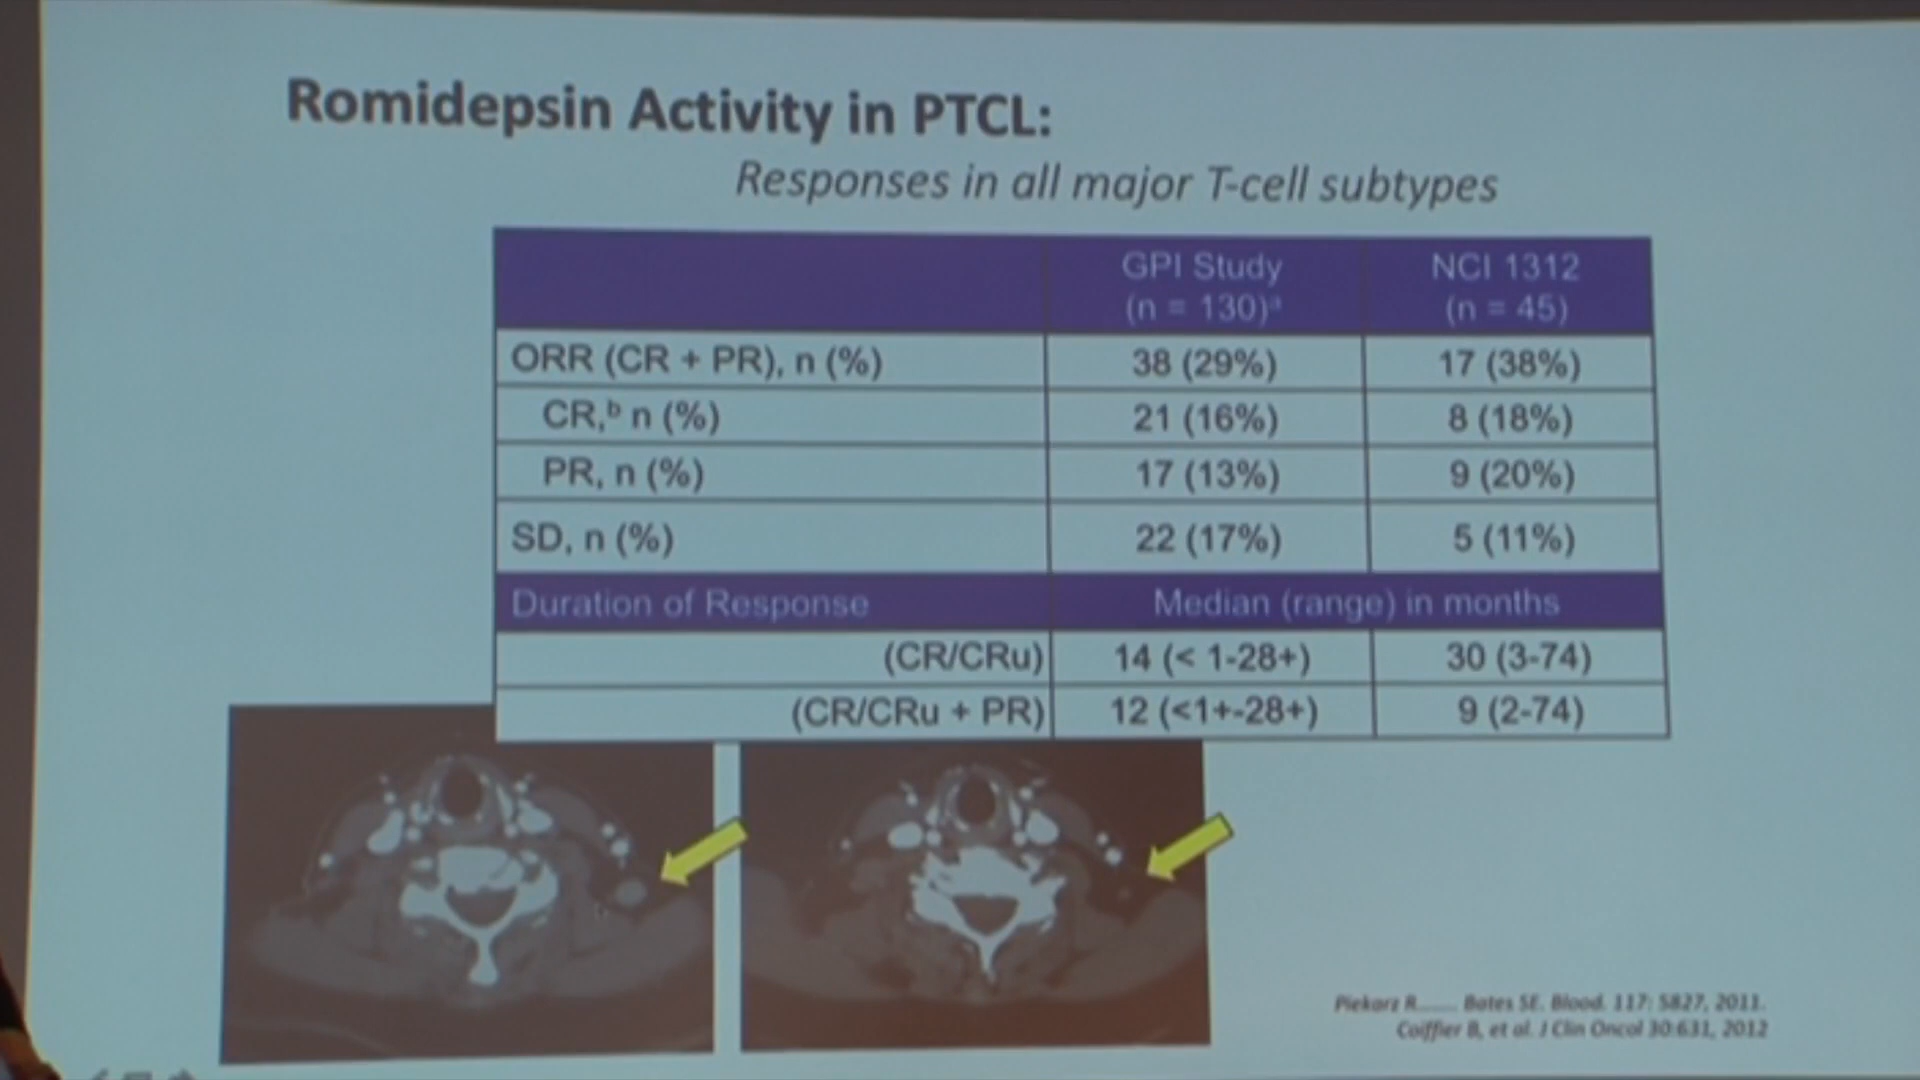 Romidepsin Activity in PTCL:
Responses in all major T-cell subtypes
GPI Study NCI 1312
(n = 130)ᵃ (n = 45)
ORR (CR + PR), n (%) 38 (29%) 17 (38%)
CR,ᵇ n (%) 21 (16%) 8 (18%)
PR, n (%) 17 (13%) 9 (20%)
SD, n (%) 22 (17%) 5 (11%)
Duration of Response Median (range) in months
(CR/CRu) 14 (< 1-28+) 30 (3-74)
(CR/CRu + PR) 12 (<1+-28+) 9 (2-74)
Piekarz R....... Bates SE. Blood. 117: 5827, 2011.
Coiffier B, et al. J Clin Oncol 30:631, 2012